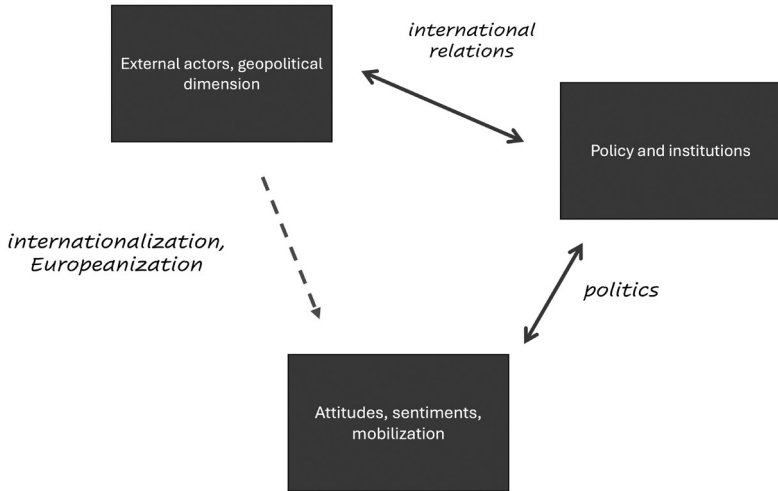 international
relations
External actors, geopolitical
dimension
Policy and institutions
internationalization,
Europeanization
politics
Attitudes, sentiments,
mobilization